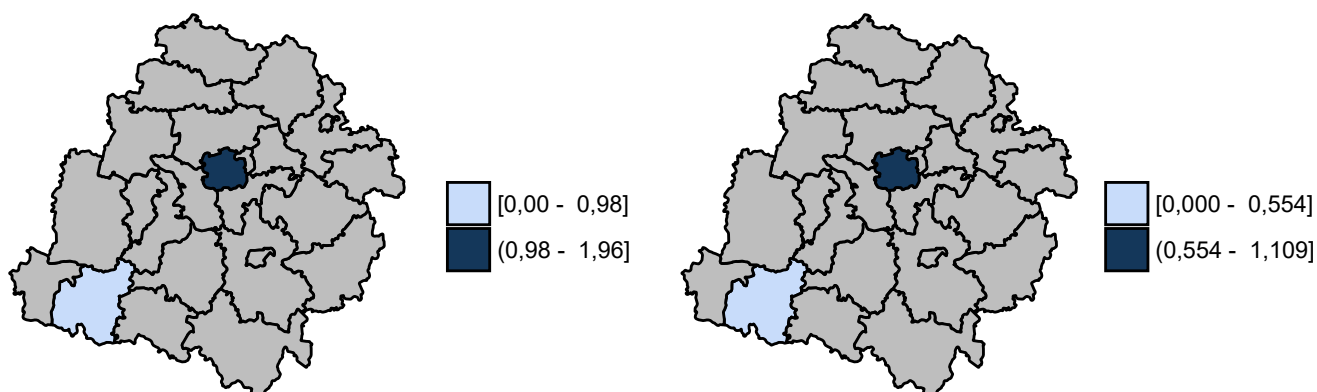 [0,00 - 0,98]
(0,98 - 1,96]
[0,000 - 0,554]
(0,554 - 1,109]